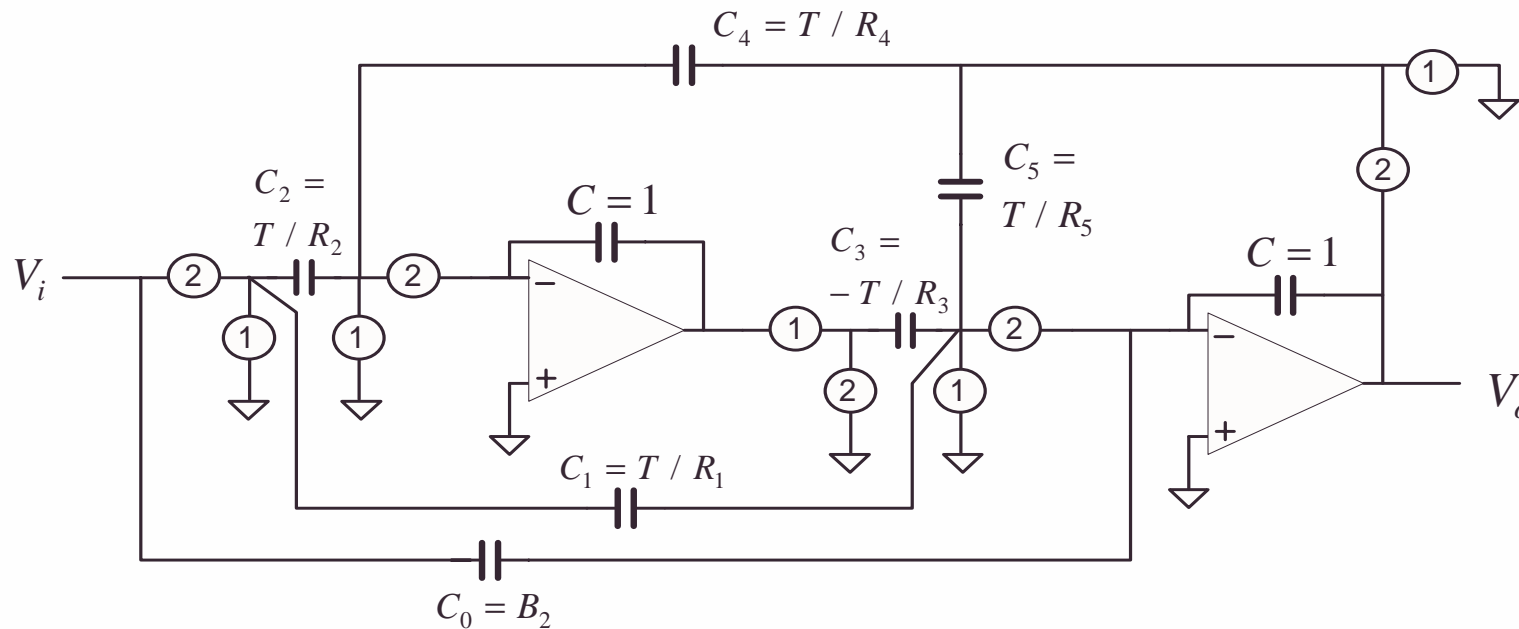 C₄ = T / R₄
1
2
C₂ =
T / R₂
C = 1
C₅ =
T / R₅
C₃ =
− T / R₃
C = 1
Vᵢ
2
2
1
1
−
+
1
2
2
1
−
+
Vₒ
C₁ = T / R₁
C₀ = B₂